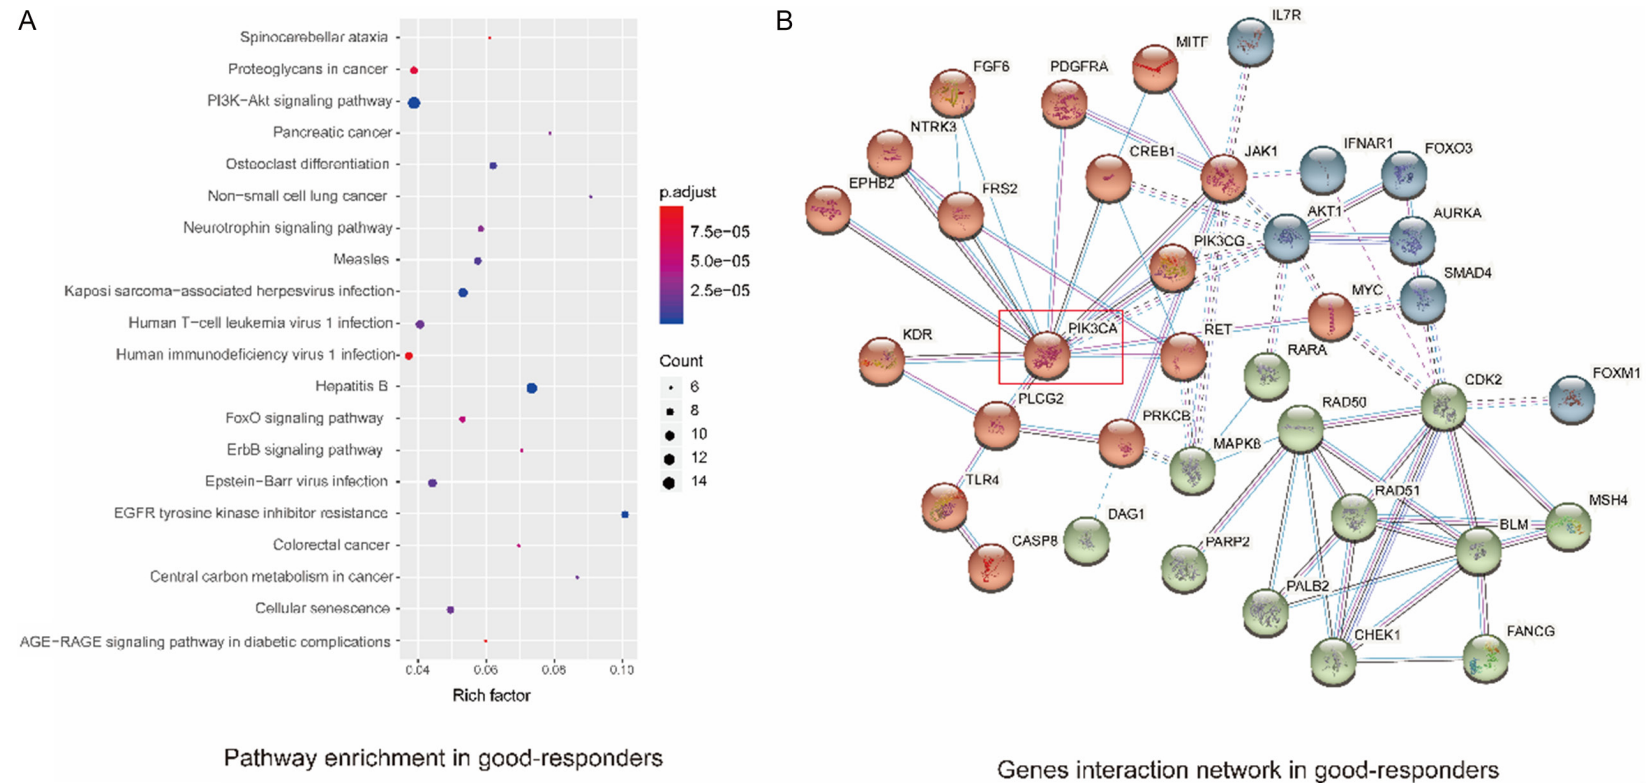 A
Spinocerebellar ataxia
Proteoglycans in cancer
PI3K-Akt signaling pathway
Pancreatic cancer
Osteoclast differentiation
Non-small cell lung cancer
Neurotrophin signaling pathway
Measles
Kaposi sarcoma-associated herpesvirus infection
Human T-cell leukemia virus 1 infection
Human immunodeficiency virus 1 infection
Hepatitis B
FoxO signaling pathway
ErbB signaling pathway
Epstein-Barr virus infection
EGFR tyrosine kinase inhibitor resistance
Colorectal cancer
Central carbon metabolism in cancer
Cellular senescence
AGE-RAGE signaling pathway in diabetic complications
0.04 0.06 0.08 0.10
Rich factor
p.adjust
7.5e-05
5.0e-05
2.5e-05
Count
6
8
10
12
14
Pathway enrichment in good-responders
B
IL7R
MITF
FGF6
PDGFRA
NTRK3
CREB1
JAK1
IFNAR1
FOXO3
EPHB2
FRS2
AKT1
AURKA
PIK3CG
SMAD4
MYC
PIK3CA
RET
KDR
RARA
CDK2
FOXM1
PLCG2
RAD50
PRKCB
MAPK8
TLR4
RAD51
MSH4
DAG1
BLM
CASP8
PARP2
PALB2
CHEK1
FANCG
Genes interaction network in good-responders